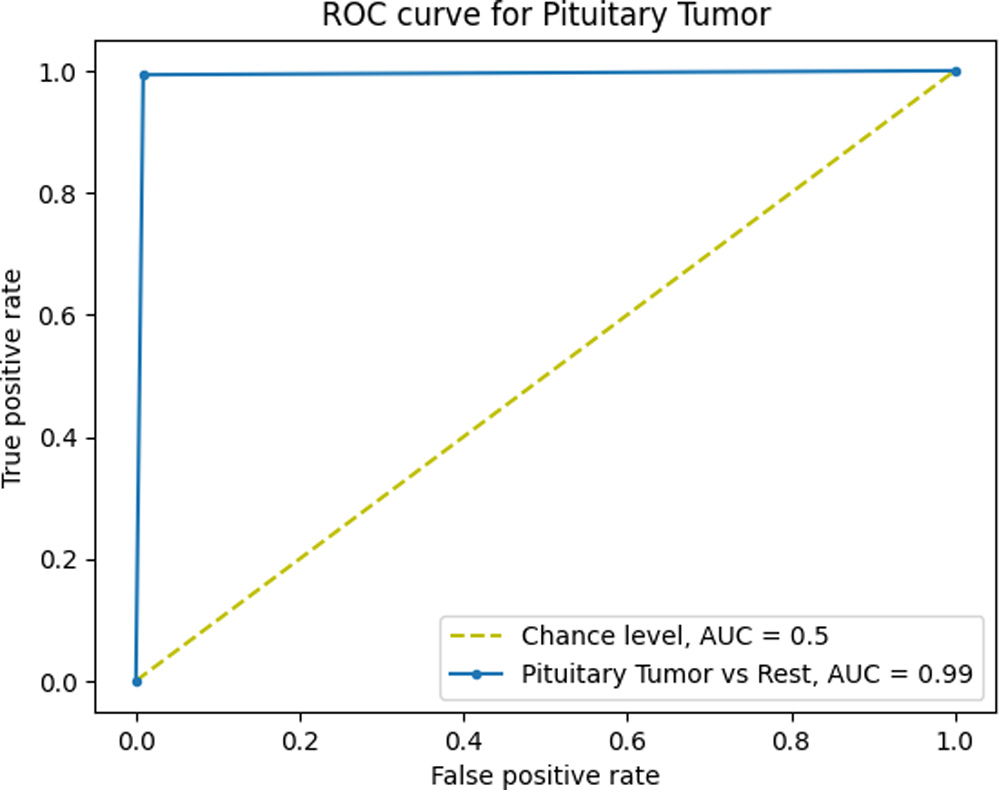 ROC curve for Pituitary Tumor
True positive rate
1.0
0.8
0.6
0.4
0.2
0.0
Chance level, AUC = 0.5
Pituitary Tumor vs Rest, AUC = 0.99
0.0 0.2 0.4 0.6 0.8 1.0
False positive rate